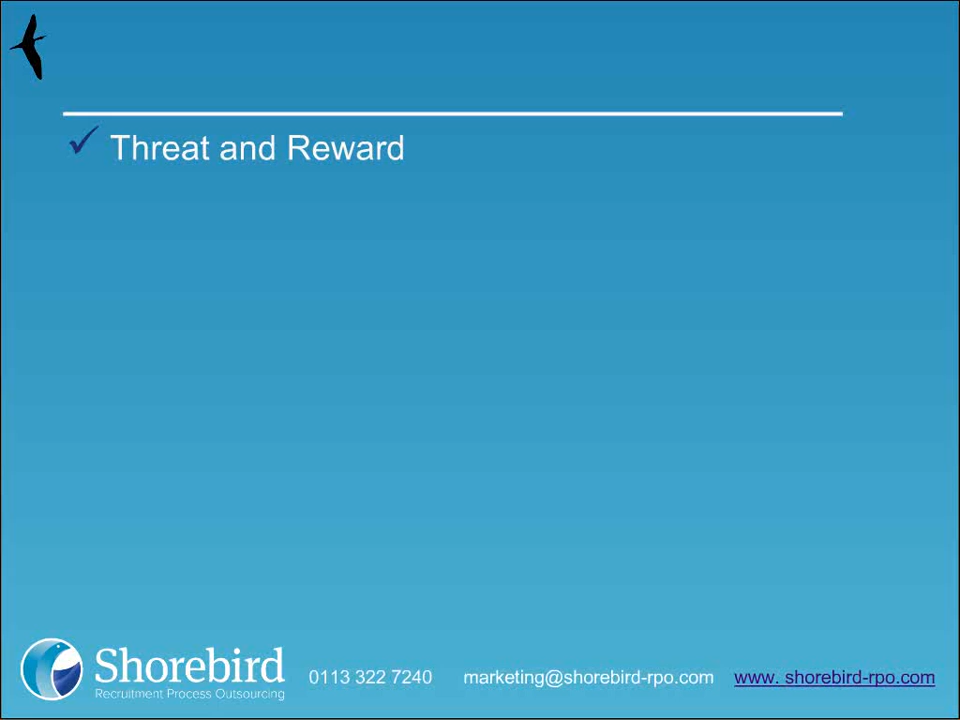 ✓ Threat and Reward
Shorebird
Recruitment Process Outsourcing
0113 322 7240 marketing@shorebird-rpo.com www. shorebird-rpo.com